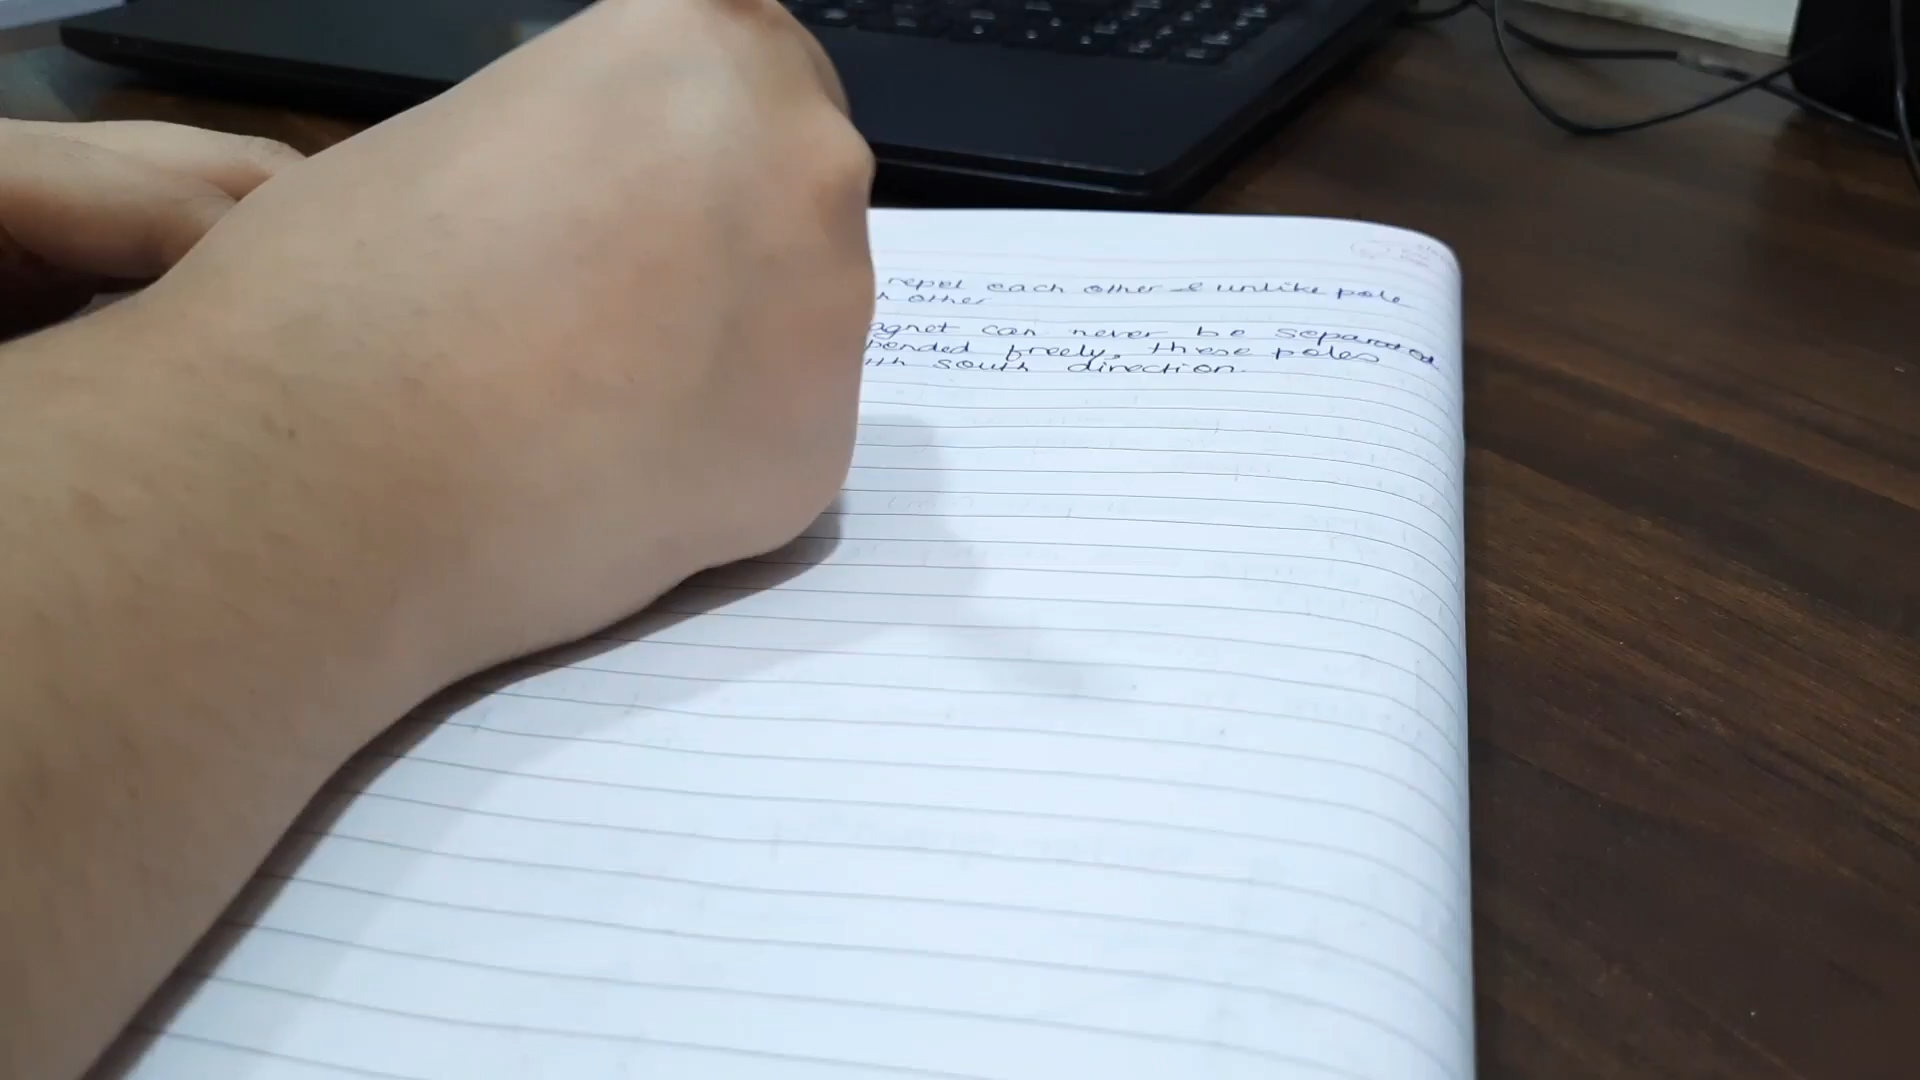 repel each other & unlike pole
h other
agnet can never be separated
pended freely, these poles
th south direction.